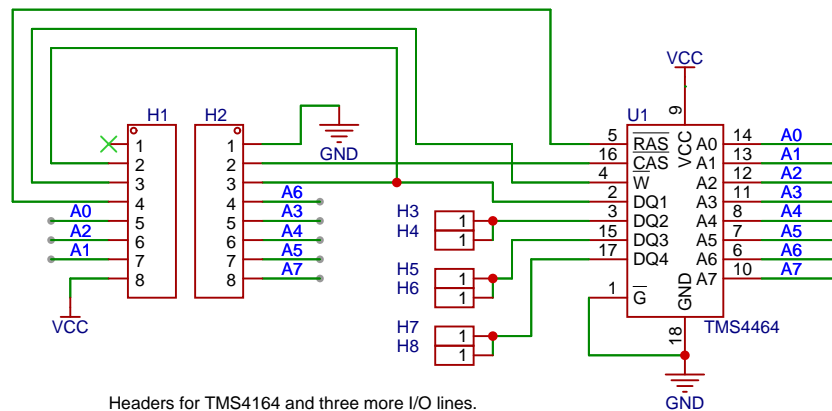 H1
1
2
3
4
5
6
7
8
A0
A2
A1
VCC
H2
1
2
3
4
5
6
7
8
GND
A6
A3
A4
A5
A7
H3
1
H4
1
H5
1
H6
1
H7
1
H8
1
U1
VCC
9
VCC
5 RAS
16 CAS
4 W
2 DQ1
3 DQ2
15 DQ3
17 DQ4
1 G
A0 14 A0
A1 13 A1
A2 12 A2
A3 11 A3
A4 8 A4
A5 7 A5
A6 6 A6
A7 10 A7
GND
18
TMS4464
GND
Headers for TMS4164 and three more I/O lines.